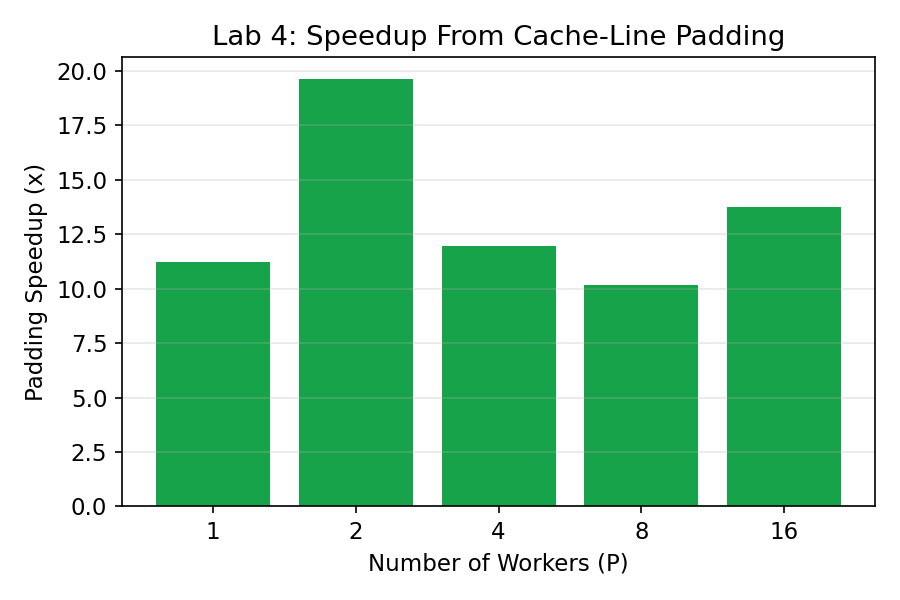 Lab 4: Speedup From Cache-Line Padding
Padding Speedup (x)
20.0
17.5
15.0
12.5
10.0
7.5
5.0
2.5
0.0
1 2 4 8 16
Number of Workers (P)